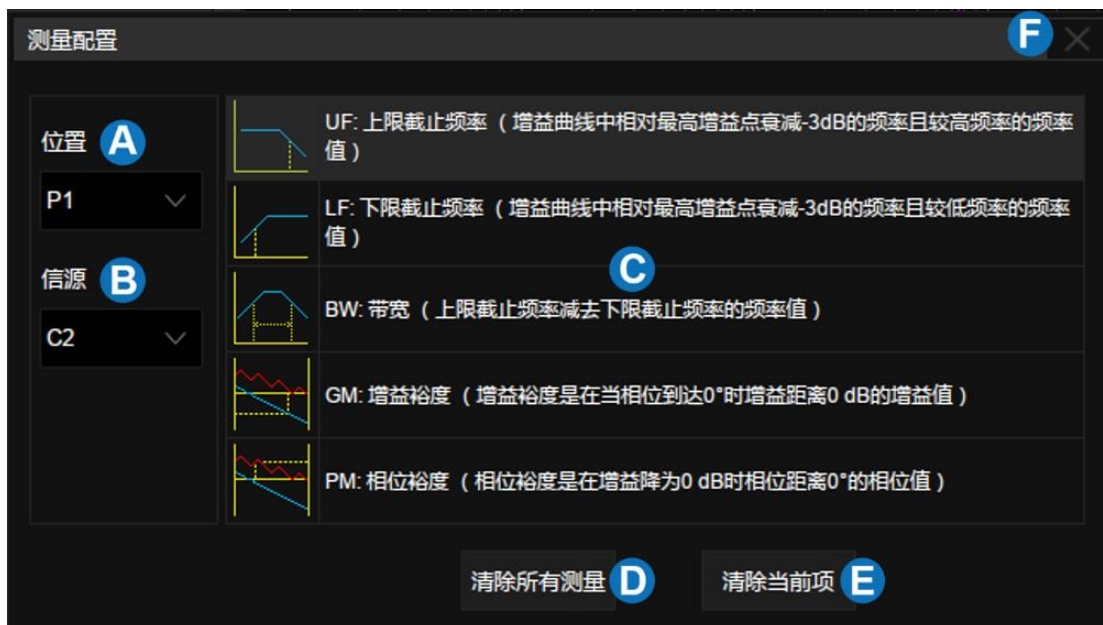 测量配置
F
位置 A
P1
信源 B
C2
UF: 上限截止频率（增益曲线中相对最高增益点衰减-3dB的频率且较高频率的频率
值）
LF: 下限截止频率（增益曲线中相对最高增益点衰减-3dB的频率且较低频率的频率
值）
C
BW: 带宽（上限截止频率减去下限截止频率的频率值）
GM: 增益裕度（增益裕度是在当相位到达0°时增益距离0 dB的增益值）
PM: 相位裕度（相位裕度是在增益降为0 dB时相位距离0°的相位值）
清除所有测量 D
清除当前项 E